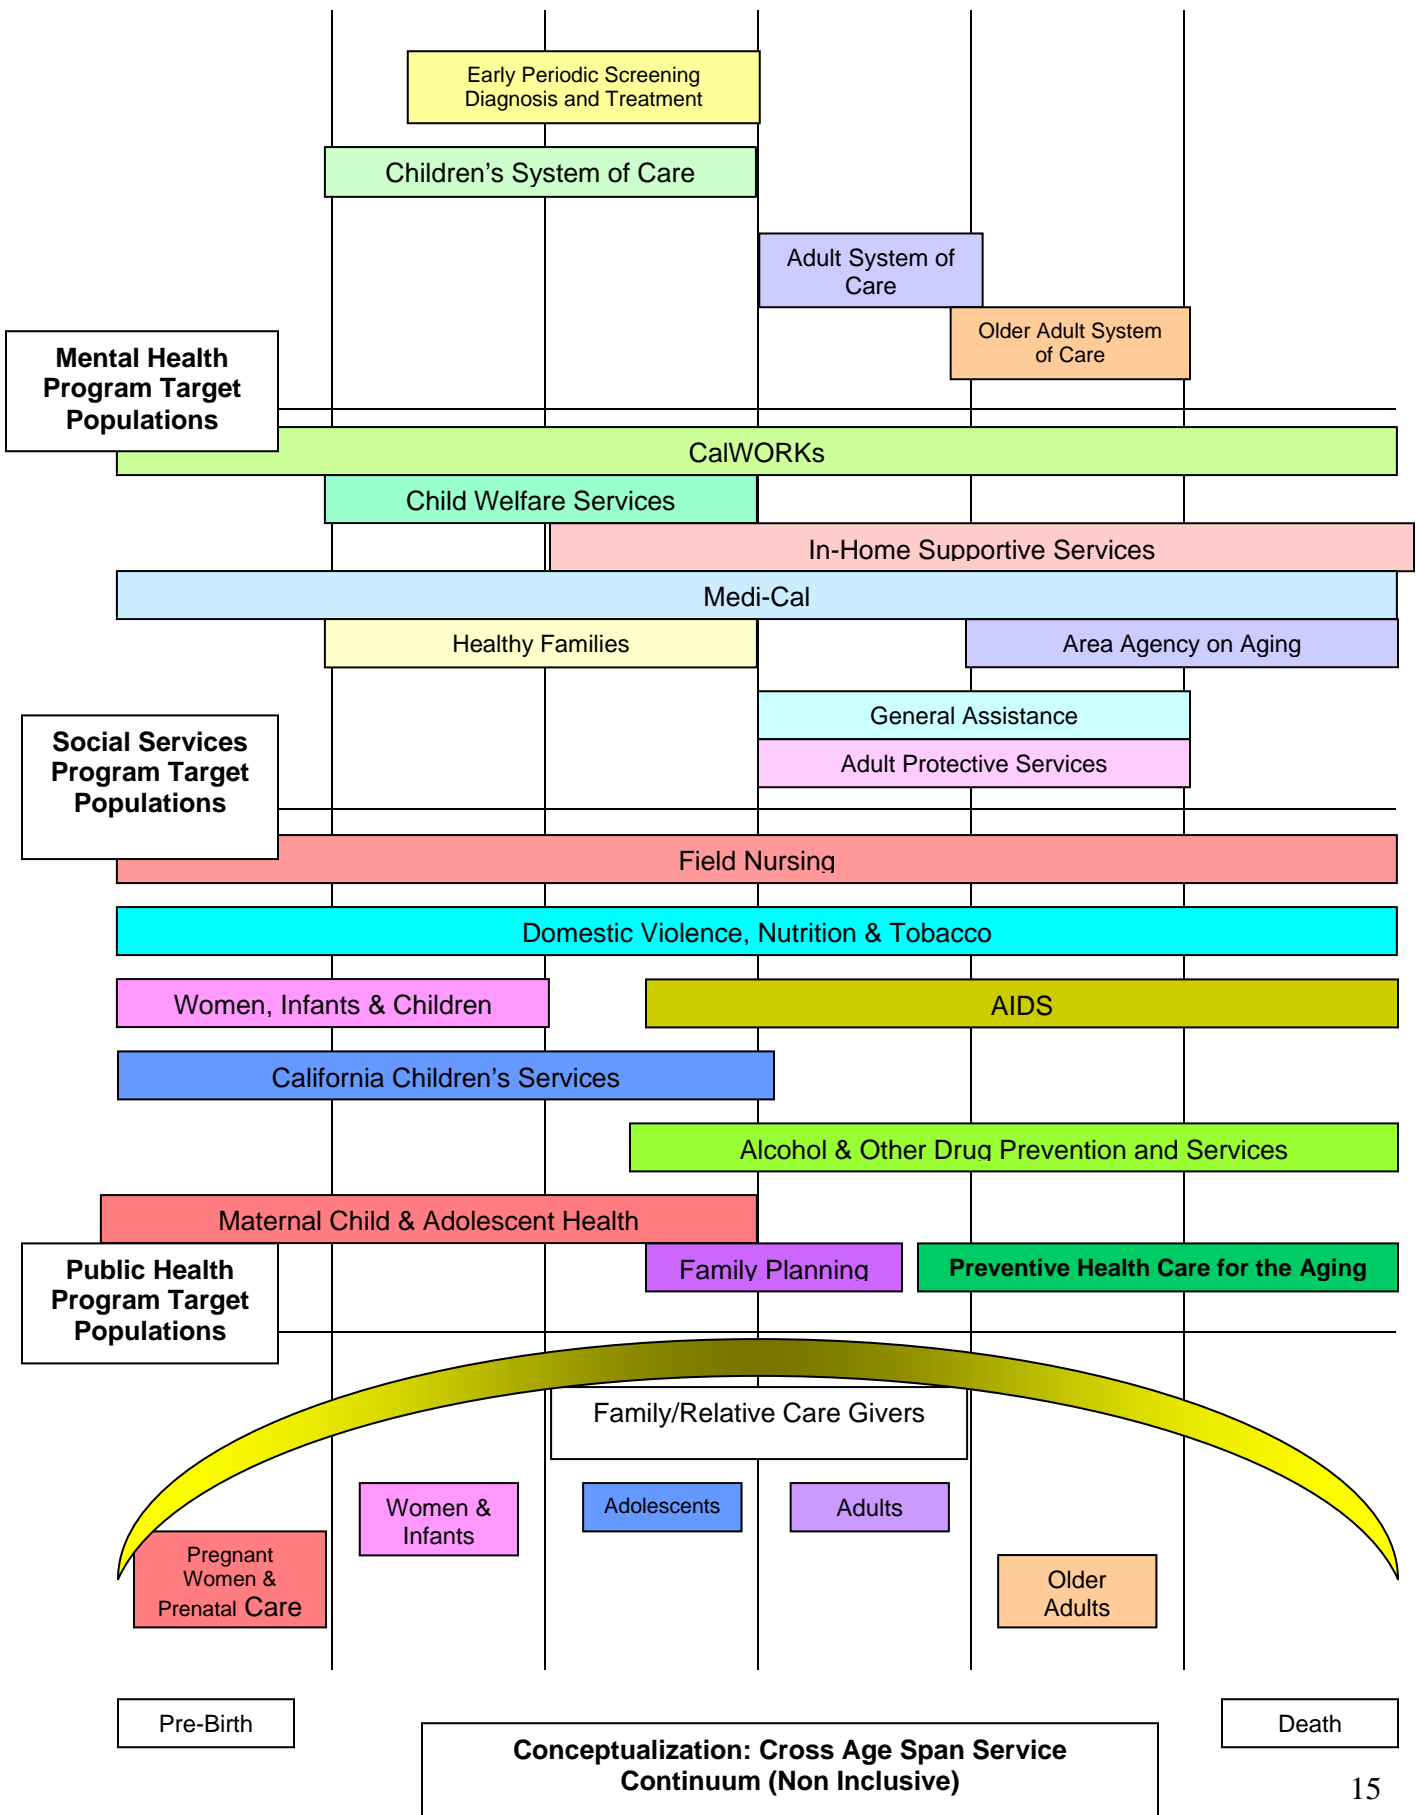 Early Periodic Screening
Diagnosis and Treatment
Children's System of Care
Adult System of
Care
Older Adult System
of Care
Mental Health
Program Target
Populations
CalWORKs
Child Welfare Services
In-Home Supportive Services
Medi-Cal
Healthy Families
Area Agency on Aging
General Assistance
Adult Protective Services
Social Services
Program Target
Populations
Field Nursing
Domestic Violence, Nutrition & Tobacco
Women, Infants & Children
AIDS
California Children's Services
Alcohol & Other Drug Prevention and Services
Maternal Child & Adolescent Health
Family Planning
Preventive Health Care for the Aging
Public Health
Program Target
Populations
Family/Relative Care Givers
Women &
Infants
Adolescents
Adults
Pregnant
Women &
Prenatal Care
Older
Adults
Pre-Birth
Death
Conceptualization: Cross Age Span Service
Continuum (Non Inclusive)
15